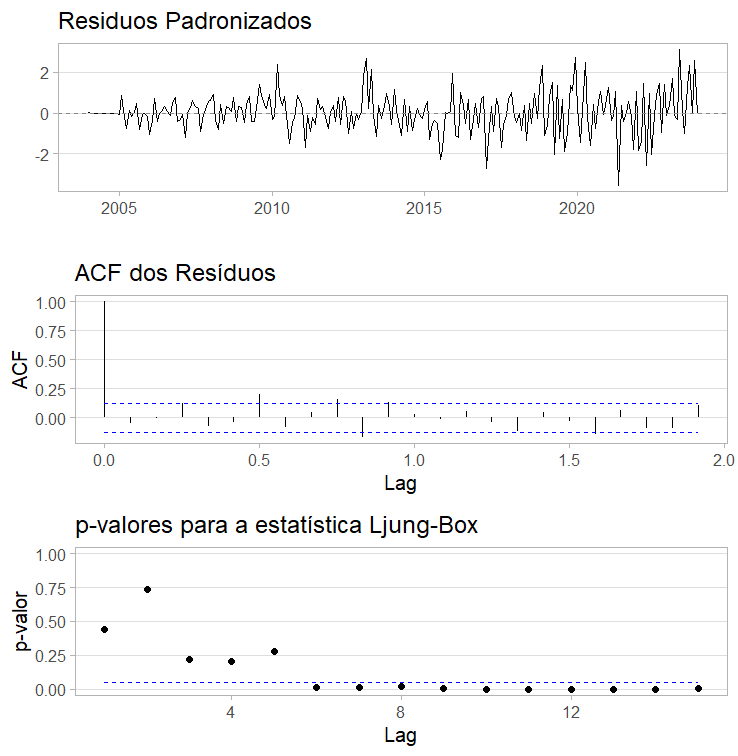 Residuos Padronizados
2
0
-2
2005 2010 2015 2020
ACF dos Resíduos
1.00
0.75
0.50
0.25
0.00
ACF
0.0 0.5 1.0 1.5 2.0
Lag
p-valores para a estatística Ljung-Box
1.00
0.75
0.50
0.25
0.00
p-valor
4 8 12
Lag